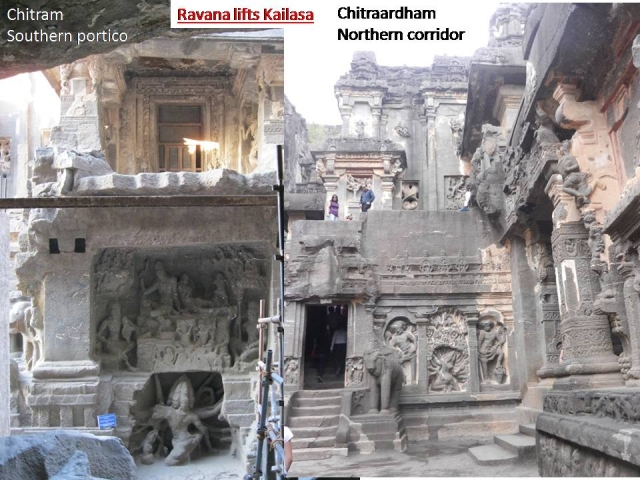 Chitram
Southern portico
Ravana lifts Kailasa
Chitraardham
Northern corridor